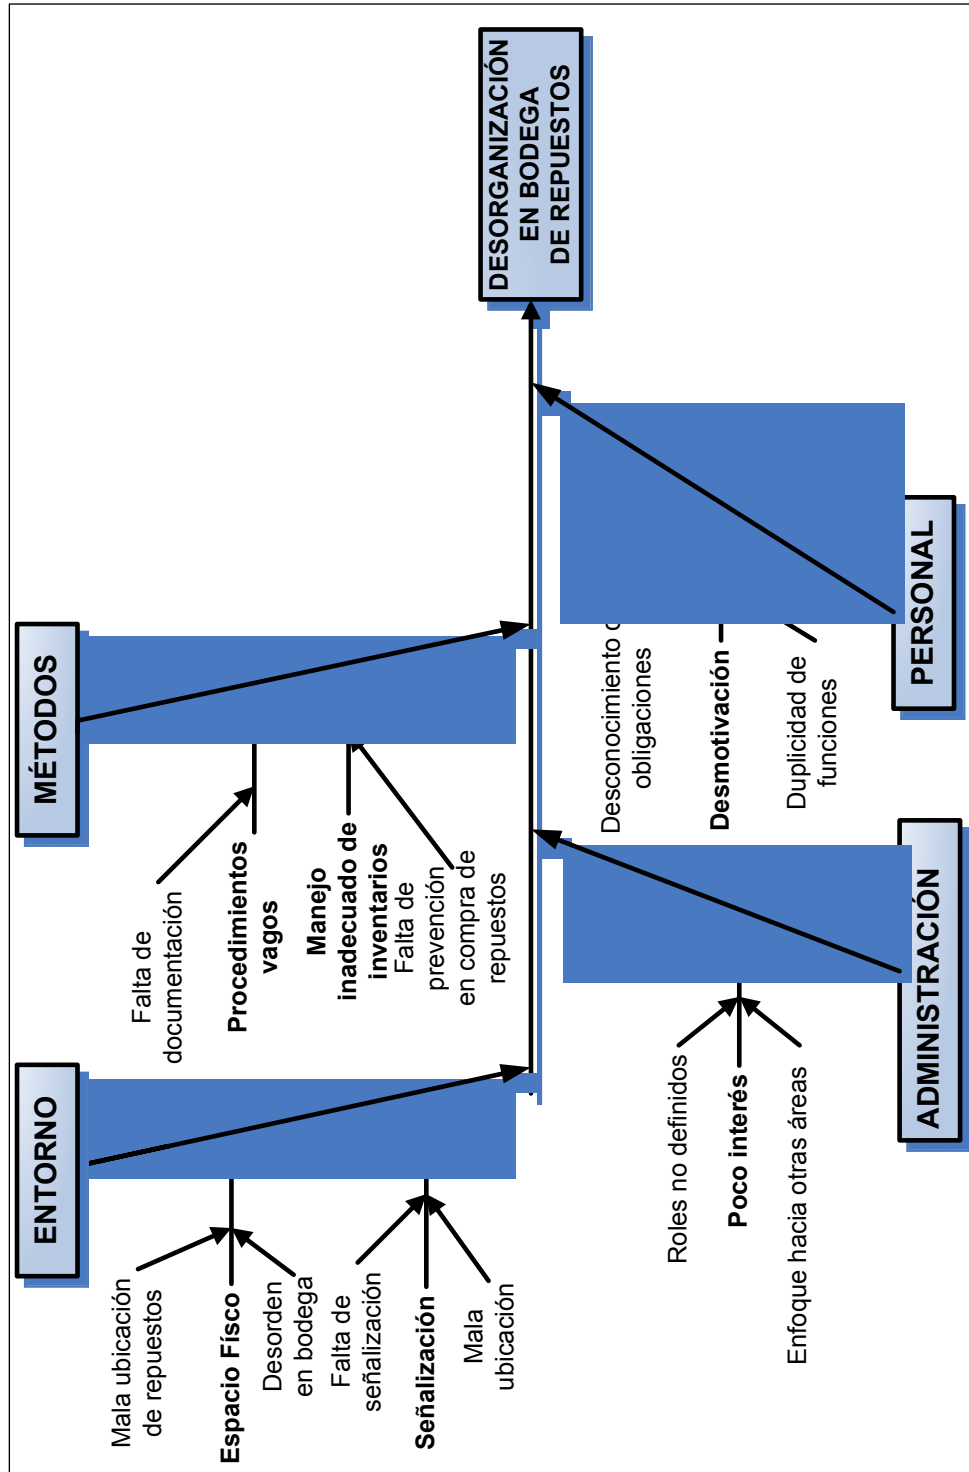 ENTORNO
Mala ubicación
de repuestos
Espacio Físco
Desorden
en bodega
Falta de
señalización
Señalización
Mala
ubicación
MÉTODOS
Falta de
documentación
Procedimientos
vagos
Manejo
inadecuado de
inventarios
Falta de
prevención
en compra de
repuestos
DESORGANIZACIÓN
EN BODEGA
DE REPUESTOS
ADMINISTRACIÓN
Roles no definidos
Poco interés
Enfoque hacia otras áreas
PERSONAL
Desconocimiento
obligaciones
Desmotivación
Duplicidad de
funciones